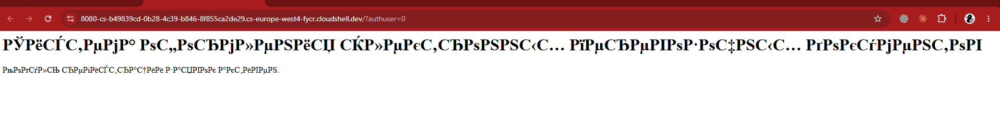 8080-cs-b49839cd-0b28-4c39-b846-8f855ca2de29.cs-europe-west4-fycr.cloudshell.dev/?authuser=0
РЎРёСЃС‚РµРјР° РѕС„РѕСЂРјР»РµРЅРёСЏ СЌР»РµРєС‚СЂРѕРЅРЅС‹С… РїРµСЂРµРІРѕР·РѕС‡РЅС‹С… РґРѕРєСѓРјРµРЅС‚РѕРІ
РњРѕРґСѓР»СЊ СЂРµРіРёСЃС‚СЂР°С†РёРё Р·Р°СЏРІРѕРє Р°РєС‚РёРІРµРЅ.